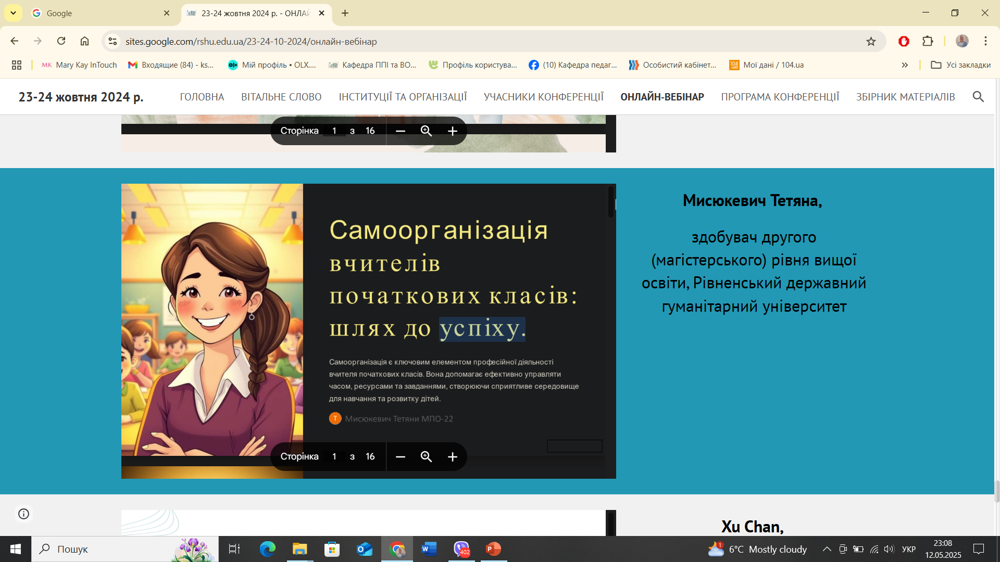 Google
23-24 жовтня 2024 р. - ОНЛАЙ
sites.google.com/rshu.edu.ua/23-24-10-2024/онлайн-вебінар
Mary Kay InTouch
Входящие (84) - ks...
Мій профіль • OLX....
Кафедра ППІ та ВО...
Профіль користува...
(10) Кафедра педаг...
Особистий кабінет...
Мої дані / 104.ua
Усі закладки
23-24 жовтня 2024 р.
ГОЛОВНА
ВІТАЛЬНЕ СЛОВО
ІНСТИТУЦІЇ ТА ОРГАНІЗАЦІЇ
УЧАСНИКИ КОНФЕРЕНЦІЇ
ОНЛАЙН-ВЕБІНАР
ПРОГРАМА КОНФЕРЕНЦІЇ
ЗБІРНИК МАТЕРІАЛІВ
Сторінка 1 з 16
Самоорганізація
вчителів
початкових класів:
шлях до успіху.
Самоорганізація є ключовим елементом професійної діяльності
вчителя початкових класів. Вона допомагає ефективно управляти
часом, ресурсами та завданнями, створюючи сприятливе середовище
для навчання та розвитку дітей.
Т Мисюкевич Тетяни МПО-22
Сторінка 1 з 16
Мисюкевич Тетяна,
здобувач другого
(магістерського) рівня вищої
освіти, Рівненський державний
гуманітарний університет
Xu Chan,
Пошук
402
1
6°C Mostly cloudy
УКР
23:08
12.05.2025